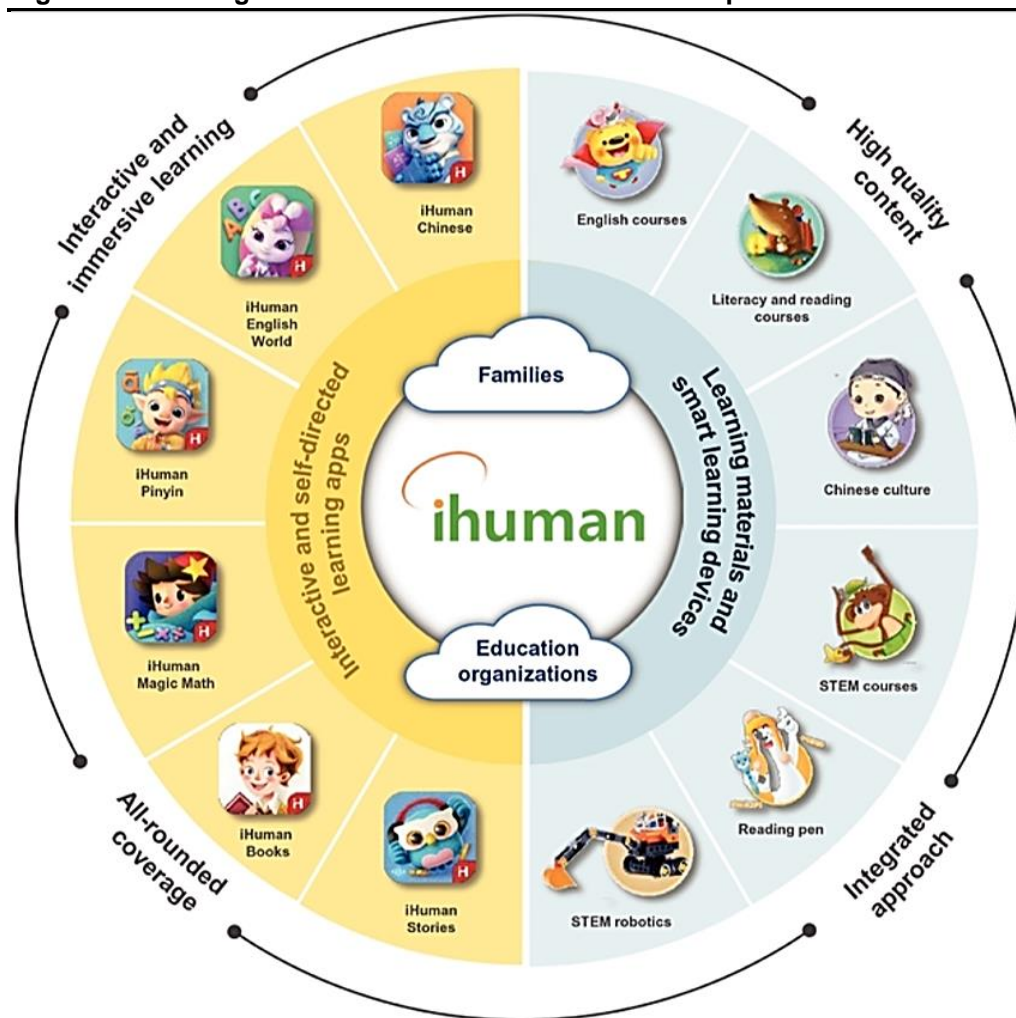 Interactive and
immersive learning
High quality
content
Integrated
approach
All-rounded
coverage
Families
ihuman
Education
organizations
Interactive and self-directed
learning apps
Learning materials and
smart learning devices
iHuman
Chinese
iHuman
English
World
iHuman
Pinyin
iHuman
Magic Math
iHuman
Books
iHuman
Stories
English courses
Literacy and reading
courses
Chinese culture
STEM courses
Reading pen
STEM robotics
ABC
H
H
H
H
H
H